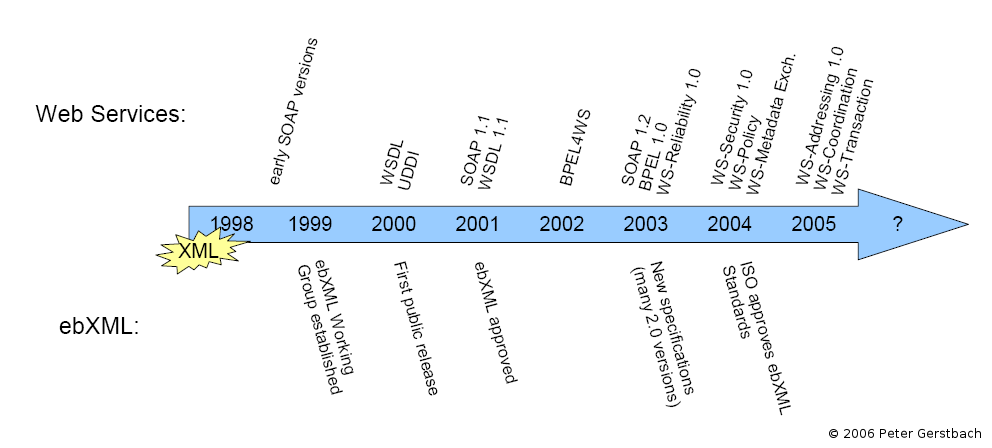 Web Services:
early SOAP versions
WSDL
UDDI
SOAP 1.1
WSDL 1.1
BPEL4WS
SOAP 1.2
BPEL 1.0
WS-Reliability 1.0
WS-Security 1.0
WS-Policy
WS-Metadata Exch.
WS-Addressing 1.0
WS-Coordination
WS-Transaction
1998 1999 2000 2001 2002 2003 2004 2005 ?
XML
ebXML:
ebXML Working
Group established
First public release
ebXML approved
New specifications
(many 2.0 versions)
ISO approves ebXML
Standards
© 2006 Peter Gerstbach